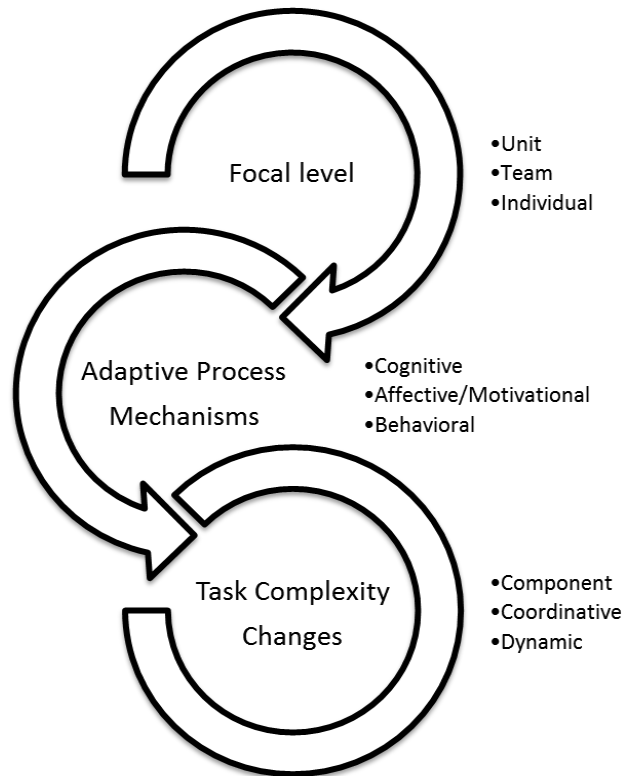 Focal level
•Unit
•Team
•Individual
Adaptive Process
Mechanisms
•Cognitive
•Affective/Motivational
•Behavioral
Task Complexity
Changes
•Component
•Coordinative
•Dynamic